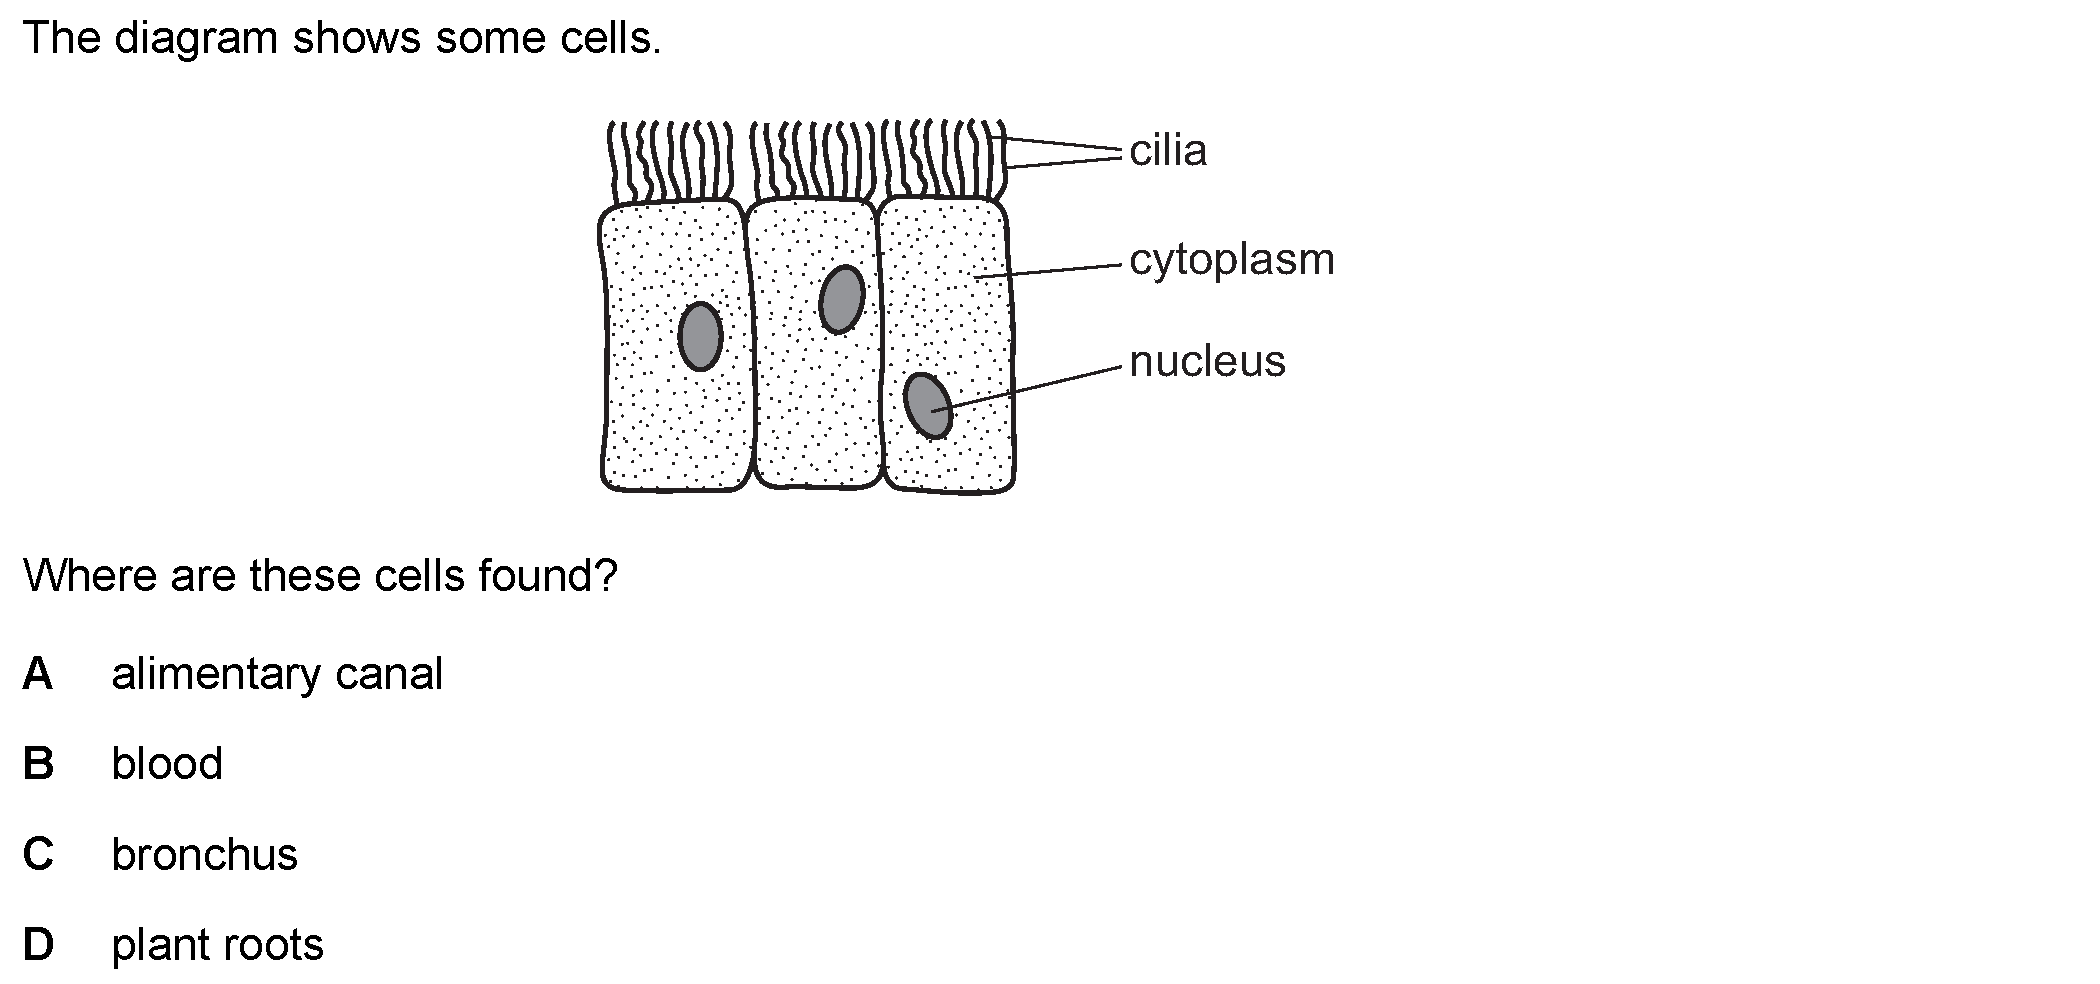 The diagram shows some cells.
cilia
cytoplasm
nucleus
Where are these cells found?
A alimentary canal
B blood
C bronchus
D plant roots